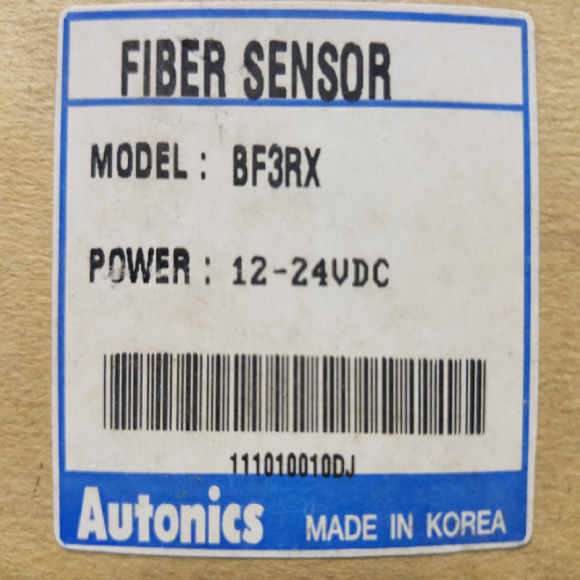 FIBER SENSOR
MODEL : BF3RX
POWER : 12-24VDC
111010010DJ
Autonics MADE IN KOREA